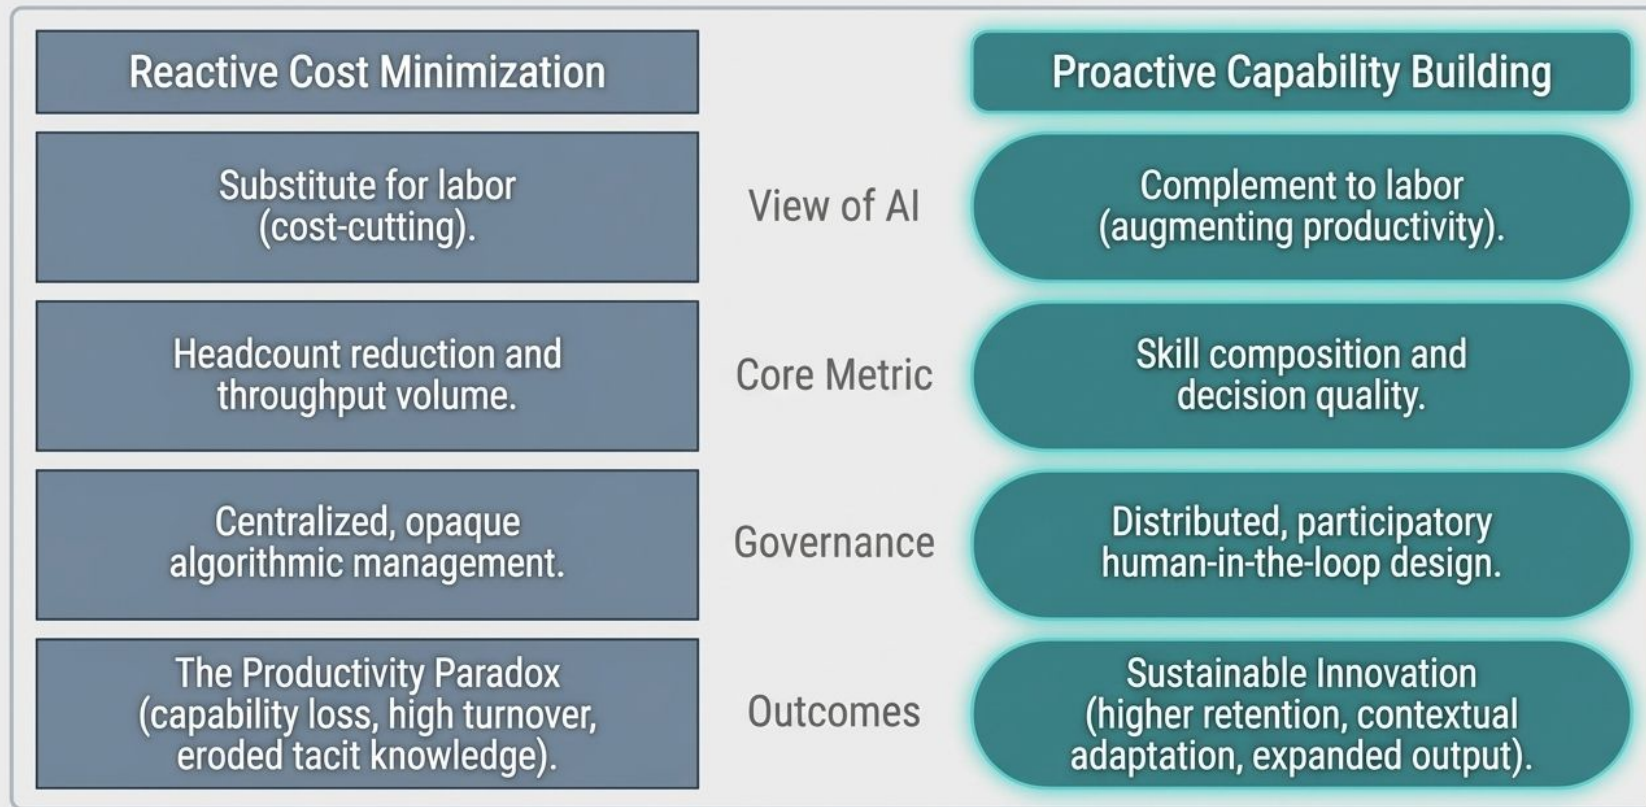 Reactive Cost Minimization
Proactive Capability Building
Substitute for labor
(cost-cutting).
View of AI
Complement to labor
(augmenting productivity).
Headcount reduction and
throughput volume.
Core Metric
Skill composition and
decision quality.
Centralized, opaque
algorithmic management.
Governance
Distributed, participatory
human-in-the-loop design.
The Productivity Paradox
(capability loss, high turnover,
eroded tacit knowledge).
Outcomes
Sustainable Innovation
(higher retention, contextual
adaptation, expanded output).